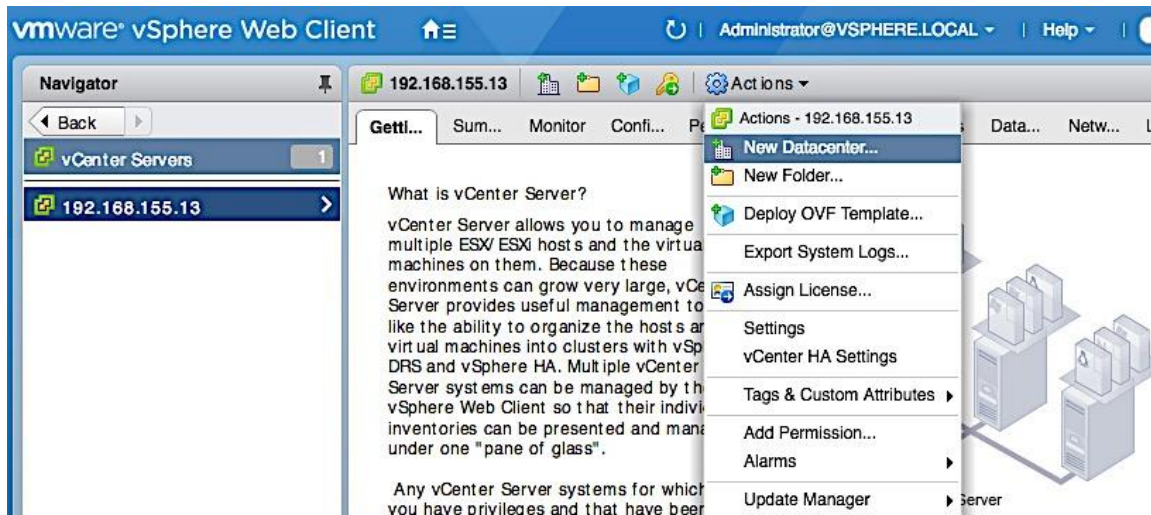 vmware® vSphere Web Client
Administrator@VSPHERE.LOCAL
Help
Navigator
Back
vCenter Servers
1
192.168.155.13
192.168.155.13
Actions
Getti...
Sum...
Monitor
Confi...
Data...
Netw...
What is vCenter Server?
vCenter Server allows you to manage
multiple ESX/ESXi hosts and the virtua
machines on them. Because these
environments can grow very large, vCe
Server provides useful management to
like the ability to organize the hosts ar
virtual machines into clusters with vSp
DRS and vSphere HA. Multiple vCenter
Server systems can be managed by th
vSphere Web Client so that their indivi
inventories can be presented and mana
under one "pane of glass".
Any vCenter Server systems for which
you have privileges and that have been
Actions - 192.168.155.13
New Datacenter...
New Folder...
Deploy OVF Template...
Export System Logs...
Assign License...
Settings
vCenter HA Settings
Tags & Custom Attributes
Add Permission...
Alarms
Update Manager
Server